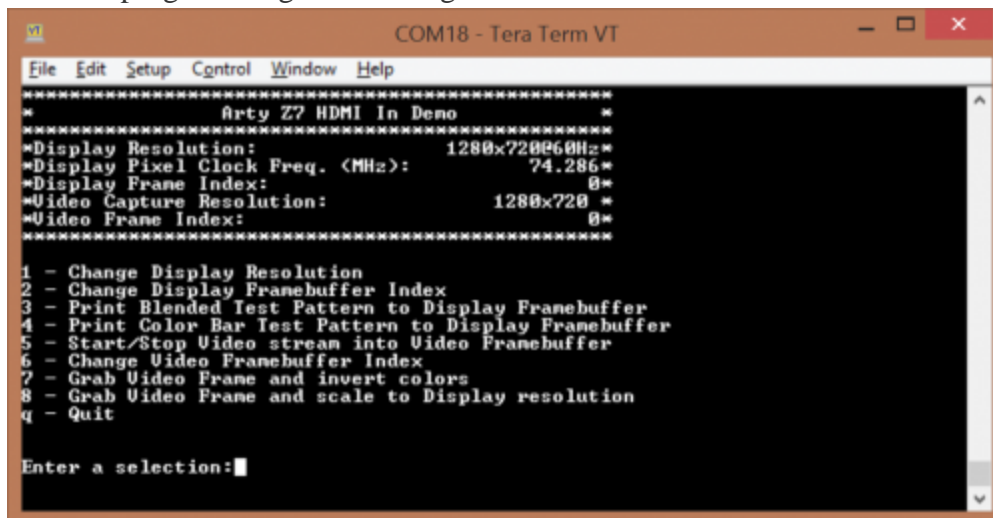 COM18 - Tera Term VT
File Edit Setup Control Window Help
*****************************************************
* Arty Z7 HDMI In Demo *
*****************************************************
*Display Resolution: 1280x720@60Hz*
*Display Pixel Clock Freq. (MHz): 74.286*
*Display Frame Index: 0*
*Video Capture Resolution: 1280x720 *
*Video Frame Index: 0*
*****************************************************
1 - Change Display Resolution
2 - Change Display Framebuffer Index
3 - Print Blended Test Pattern to Display Framebuffer
4 - Print Color Bar Test Pattern to Display Framebuffer
5 - Start/Stop Video stream into Video Framebuffer
6 - Change Video Framebuffer Index
7 - Grab Video Frame and invert colors
8 - Grab Video Frame and scale to Display resolution
q - Quit
Enter a selection: